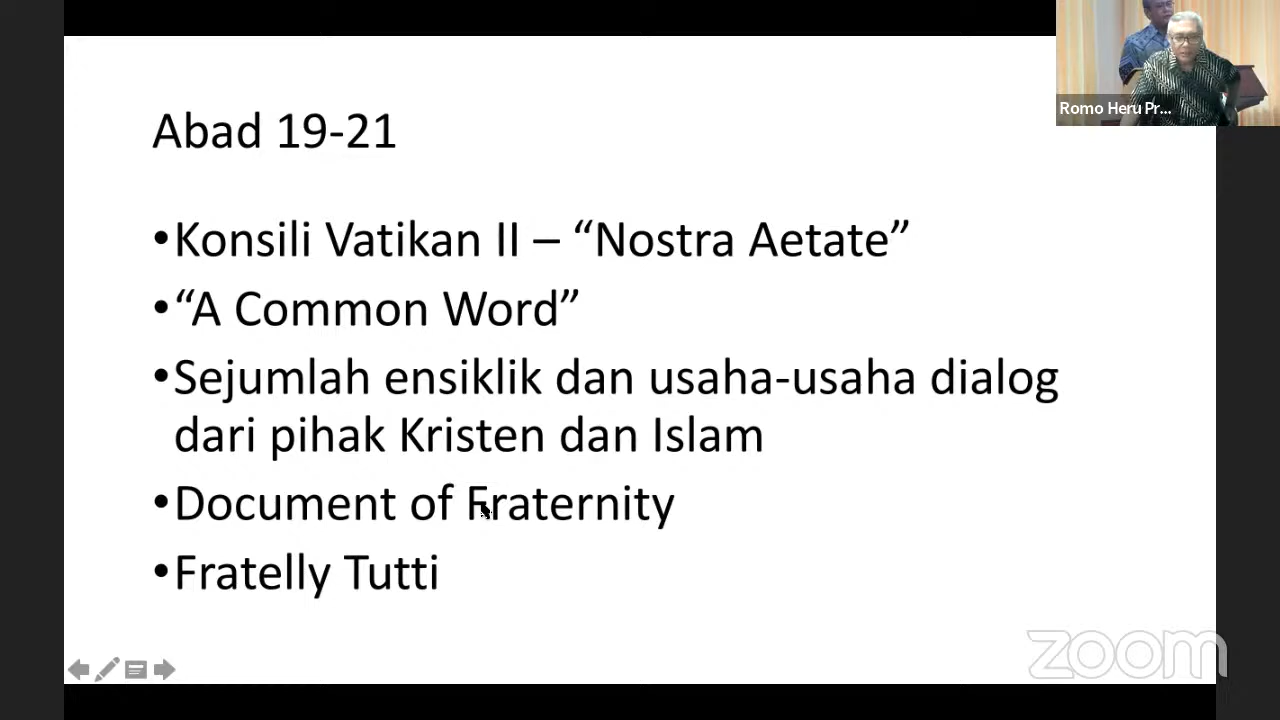 Romo Heru Pr...
Abad 19-21
•Konsili Vatikan II – “Nostra Aetate”
•“A Common Word”
•Sejumlah ensiklik dan usaha-usaha dialog
dari pihak Kristen dan Islam
•Document of Fraternity
•Fratelly Tutti
zoom